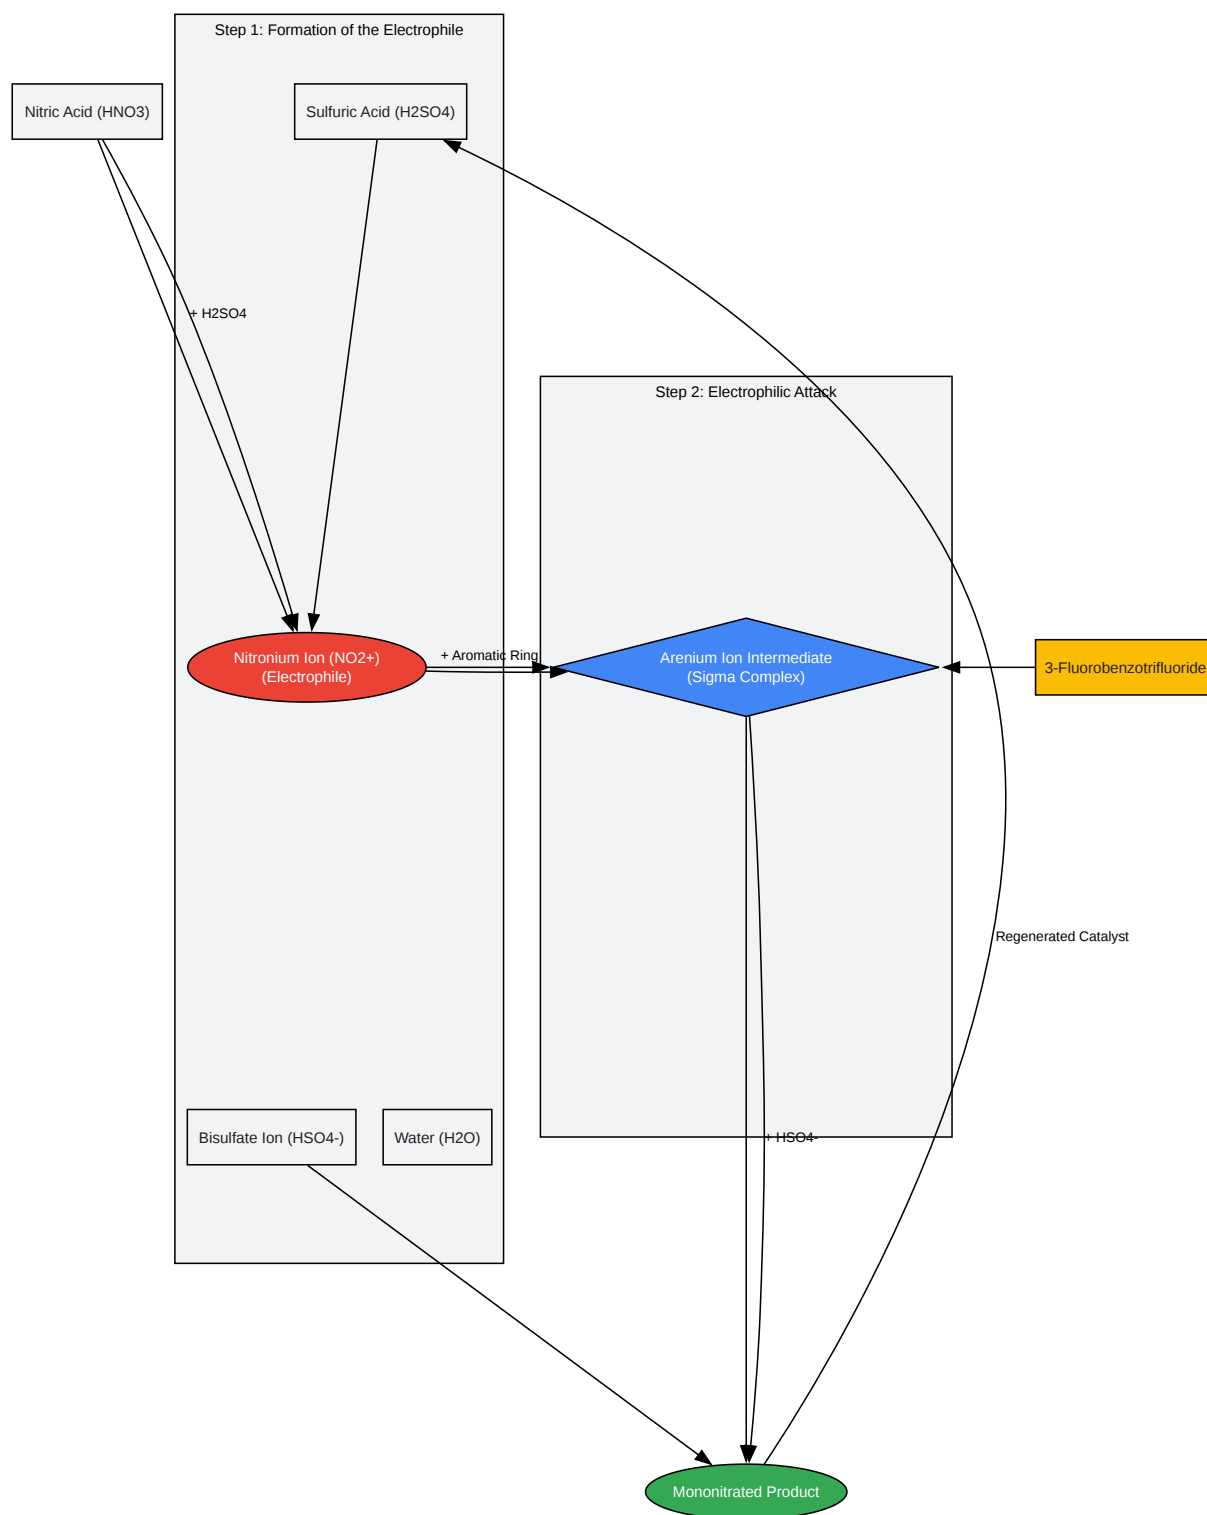 Step 1: Formation of the Electrophile
Nitric Acid (HNO3)
Sulfuric Acid (H2SO4)
+ H2SO4
Step 2: Electrophilic Attack
Nitronium Ion (NO2+)
(Electrophile)
+ Aromatic Ring
Arenium Ion Intermediate
(Sigma Complex)
3-Fluorobenzotrifluoride
Regenerated Catalyst
Bisulfate Ion (HSO4-)
Water (H2O)
+ HSO4-
Mononitrated Product